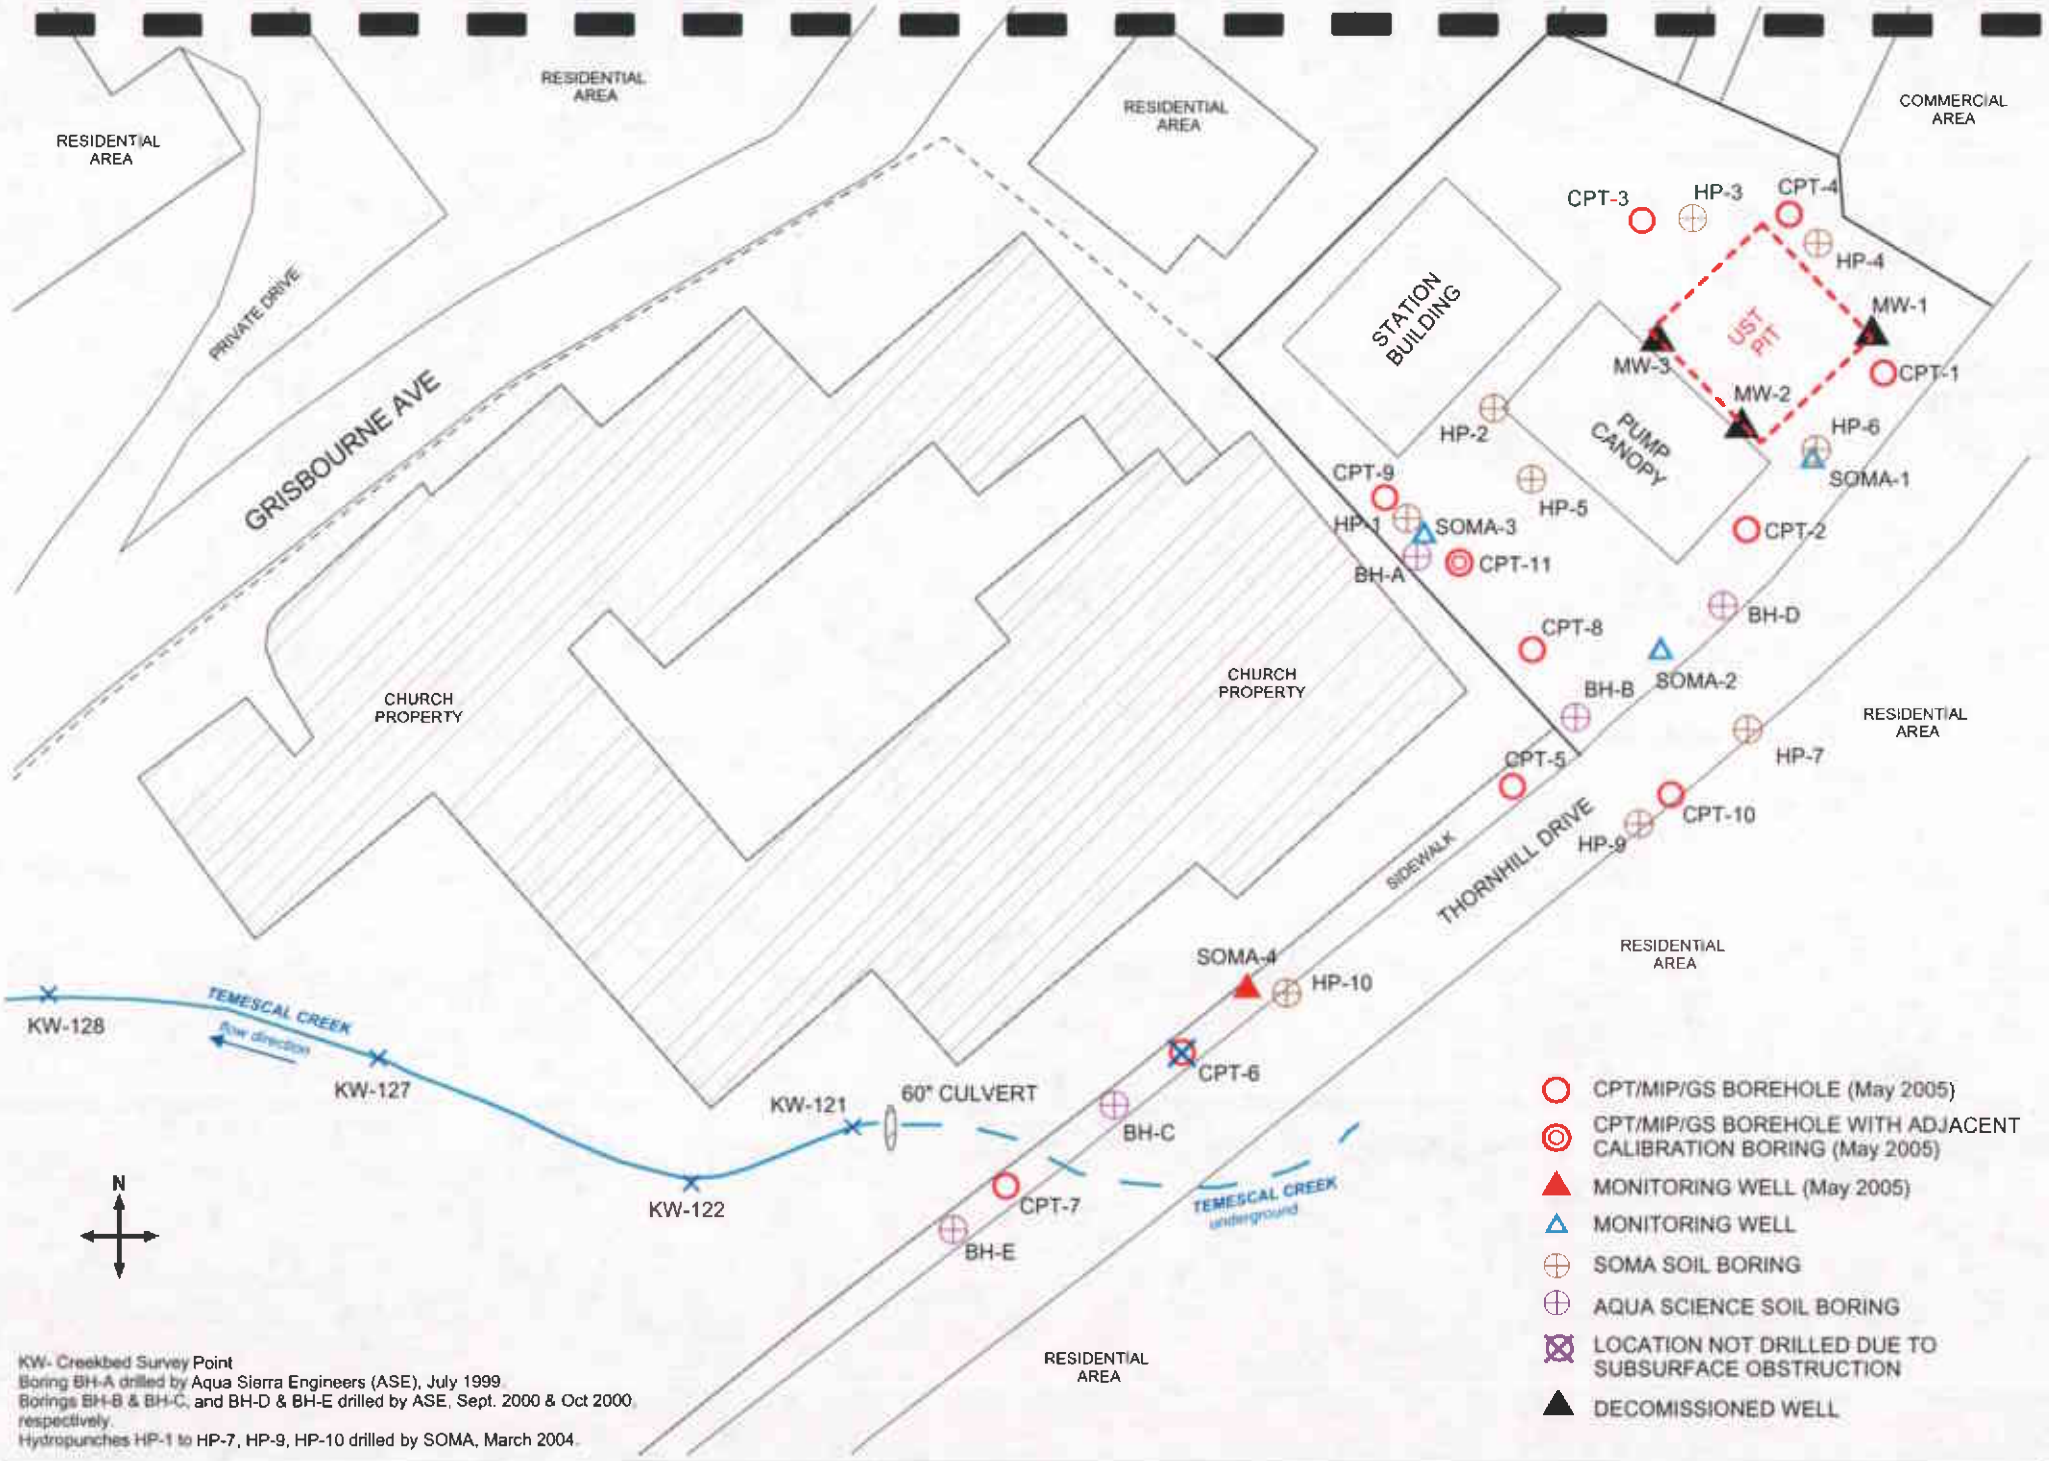 RESIDENTIAL
AREA
RESIDENTIAL
AREA
RESIDENTIAL
AREA
COMMERCIAL
AREA
PRIVATE DRIVE
GRISBOURNE AVE
STATION
BUILDING
CPT-3
HP-3
CPT-4
HP-4
MW-1
UST
PIT
MW-3
CPT-1
MW-2
HP-2
PUMP
CANOPY
HP-6
SOMA-1
CPT-9
HP-5
HP-1
SOMA-3
CPT-2
BH-A
CPT-11
BH-D
CPT-8
SOMA-2
BH-B
CHURCH
PROPERTY
CHURCH
PROPERTY
RESIDENTIAL
AREA
HP-7
CPT-5
CPT-10
HP-9
SIDEWALK
THORNHILL DRIVE
RESIDENTIAL
AREA
SOMA-4
HP-10
CPT-6
BH-C
CPT-7
BH-E
TEMESCAL CREEK
flow direction
KW-128
KW-127
KW-122
KW-121
60" CULVERT
TEMESCAL CREEK
underground
RESIDENTIAL
AREA
N
CPT/MIP/GS BOREHOLE (May 2005)
CPT/MIP/GS BOREHOLE WITH ADJACENT
CALIBRATION BORING (May 2005)
MONITORING WELL (May 2005)
MONITORING WELL
SOMA SOIL BORING
AQUA SCIENCE SOIL BORING
LOCATION NOT DRILLED DUE TO
SUBSURFACE OBSTRUCTION
DECOMISSIONED WELL
KW- Creekbed Survey Point
Boring BH-A drilled by Aqua Sierra Engineers (ASE), July 1999.
Borings BH-B & BH-C, and BH-D & BH-E drilled by ASE, Sept. 2000 & Oct 2000,
respectively.
Hydropunches HP-1 to HP-7, HP-9, HP-10 drilled by SOMA, March 2004.